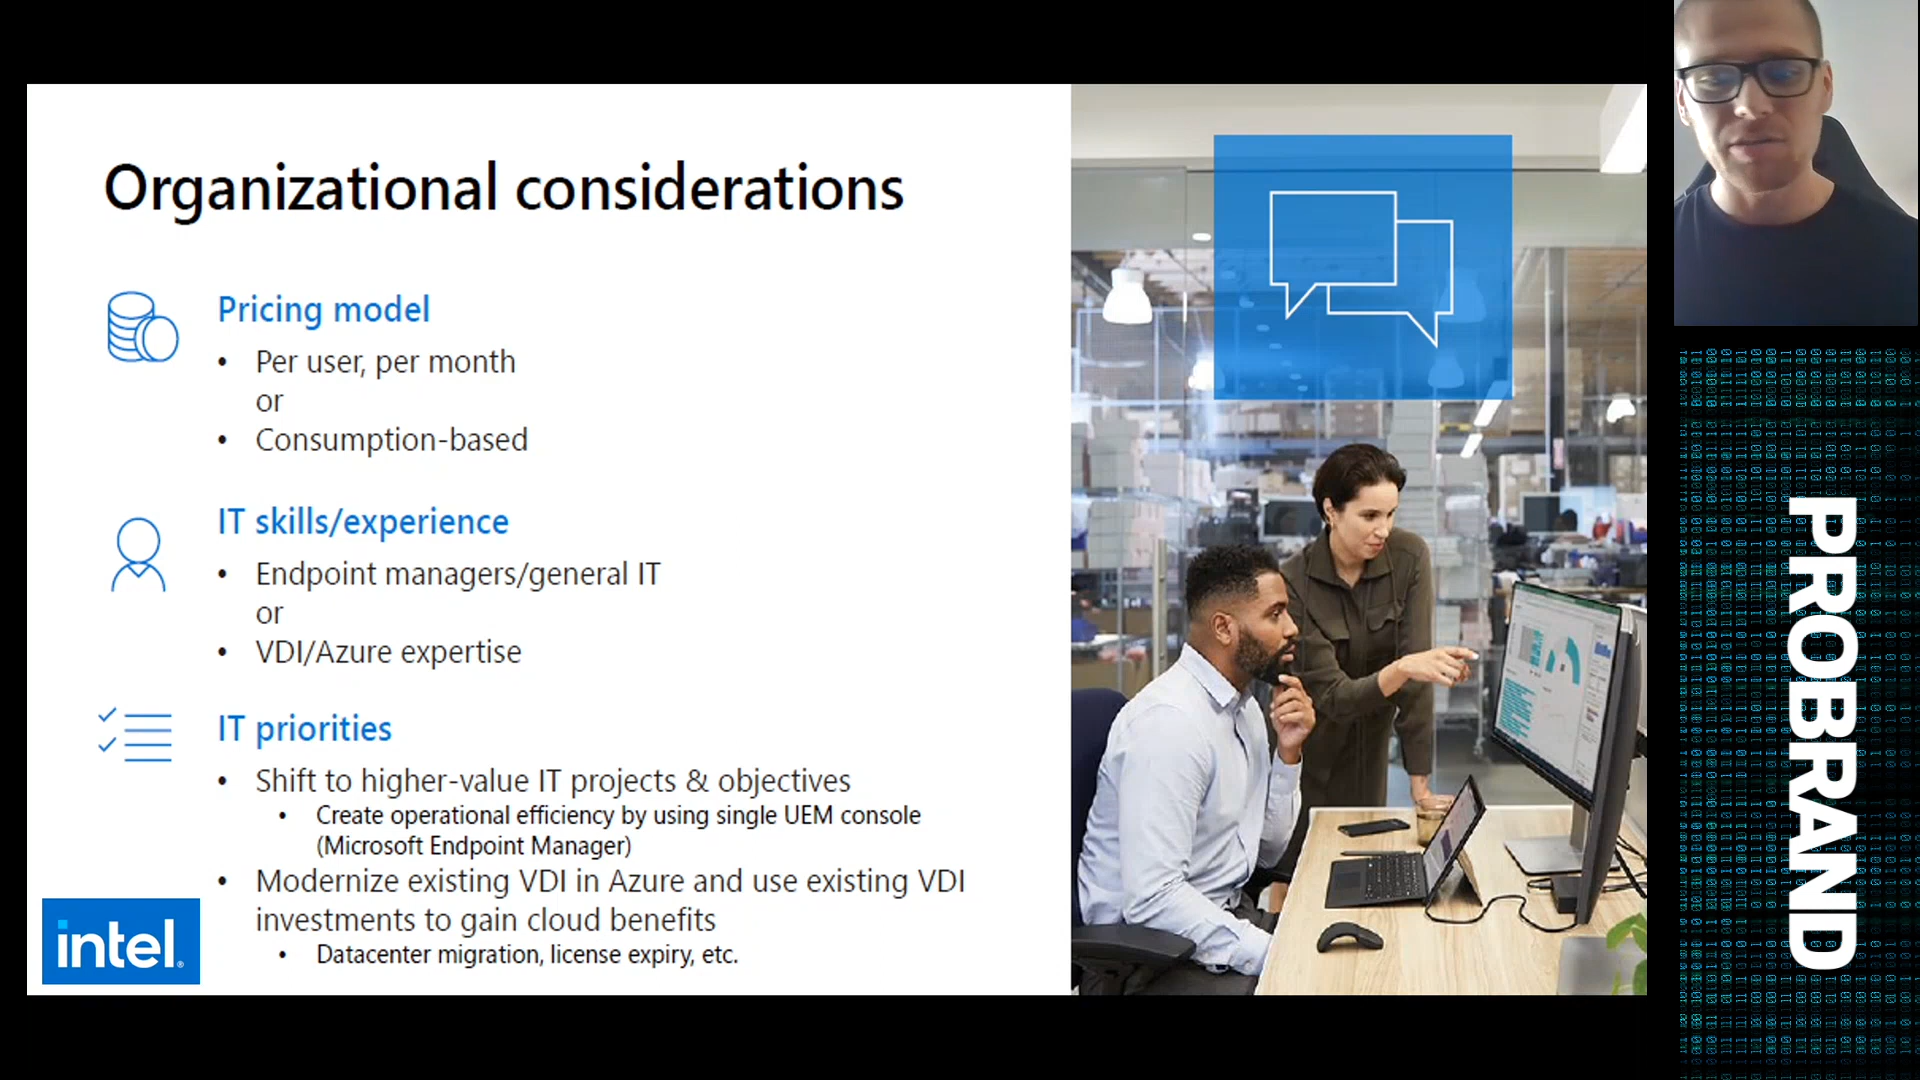 Organizational considerations
Pricing model
• Per user, per month
or
• Consumption-based
IT skills/experience
• Endpoint managers/general IT
or
• VDI/Azure expertise
IT priorities
• Shift to higher-value IT projects & objectives
• Create operational efficiency by using single UEM console
(Microsoft Endpoint Manager)
• Modernize existing VDI in Azure and use existing VDI
investments to gain cloud benefits
• Datacenter migration, license expiry, etc.
intel.
PROBRAND